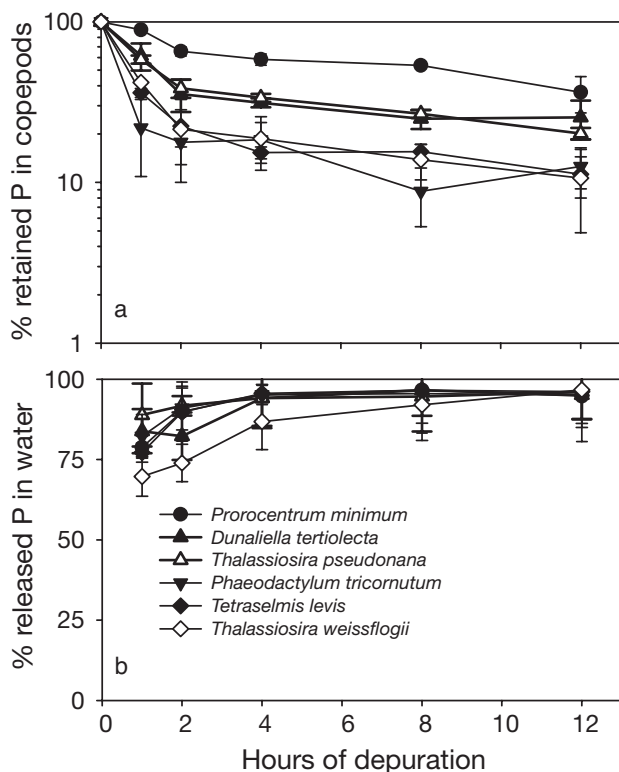 % retained P in copepods
100
10
1
a
% released P in water
100
75
50
25
0
Prorocentrum minimum
Dunaliella tertiolecta
Thalassiosira pseudonana
Phaeodactylum tricornutum
Tetraselmis levis
Thalassiosira weissflogii
b
0 2 4 6 8 10 12
Hours of depuration